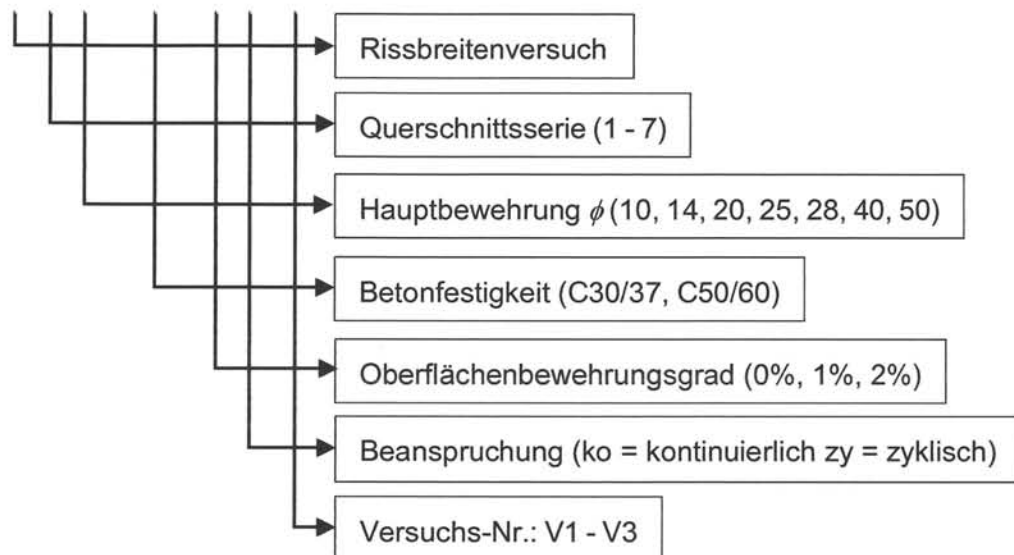 Rissbreitenversuch
Querschnittsserie (1 - 7)
Hauptbewehrung ϕ (10, 14, 20, 25, 28, 40, 50)
Betonfestigkeit (C30/37, C50/60)
Oberflächenbewehrungsgrad (0%, 1%, 2%)
Beanspruchung (ko = kontinuierlich zy = zyklisch)
Versuchs-Nr.: V1 - V3